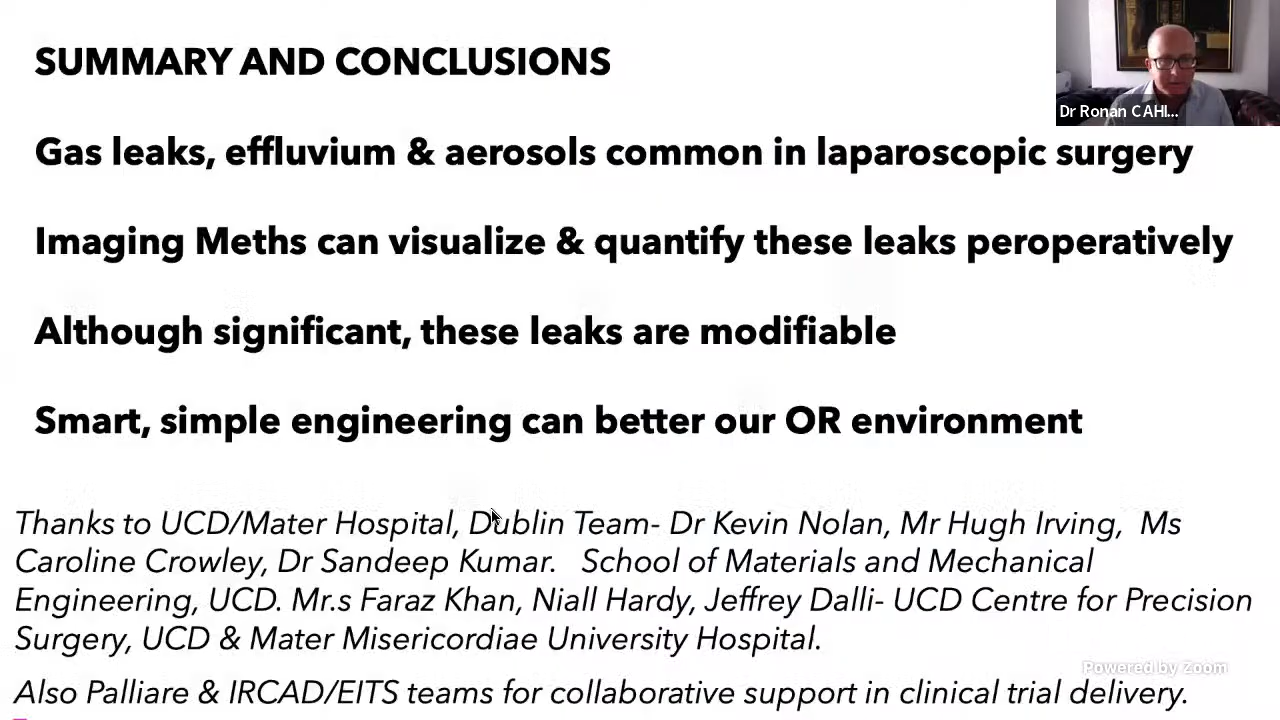 SUMMARY AND CONCLUSIONS
Dr Ronan CAHI...
Gas leaks, effluvium & aerosols common in laparoscopic surgery
Imaging Meths can visualize & quantify these leaks peroperatively
Although significant, these leaks are modifiable
Smart, simple engineering can better our OR environment
Thanks to UCD/Mater Hospital, Dublin Team- Dr Kevin Nolan, Mr Hugh Irving, Ms
Caroline Crowley, Dr Sandeep Kumar. School of Materials and Mechanical
Engineering, UCD. Mr.s Faraz Khan, Niall Hardy, Jeffrey Dalli- UCD Centre for Precision
Surgery, UCD & Mater Misericordiae University Hospital.
Powered by Zoom
Also Palliare & IRCAD/EITS teams for collaborative support in clinical trial delivery.